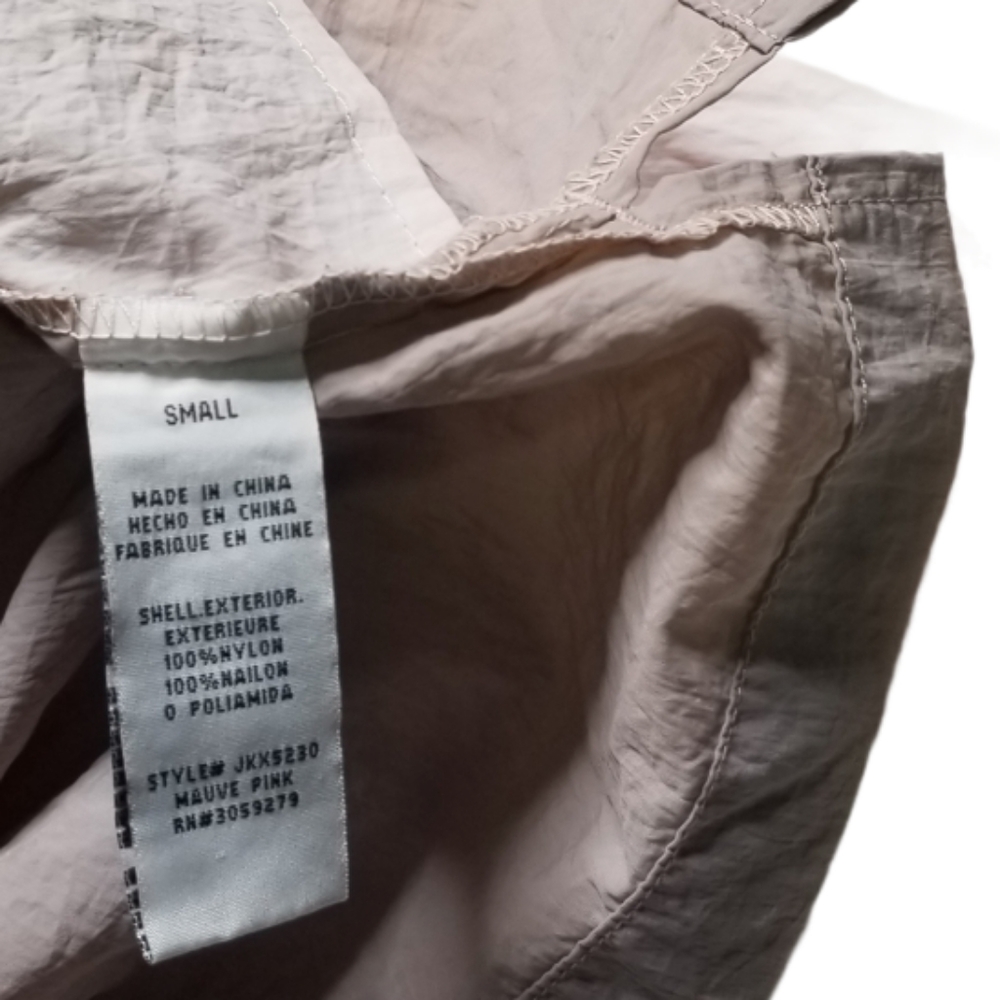 SMALL
MADE IN CHINA
HECHO EN CHINA
FABRIQUE EN CHINE
SHELL.EXTERIOR.
EXTERIEURE
100%NYLON
100%NAILON
O POLIAMIDA
STYLE# JKX5230
MAUVE PINK
RN#3059279